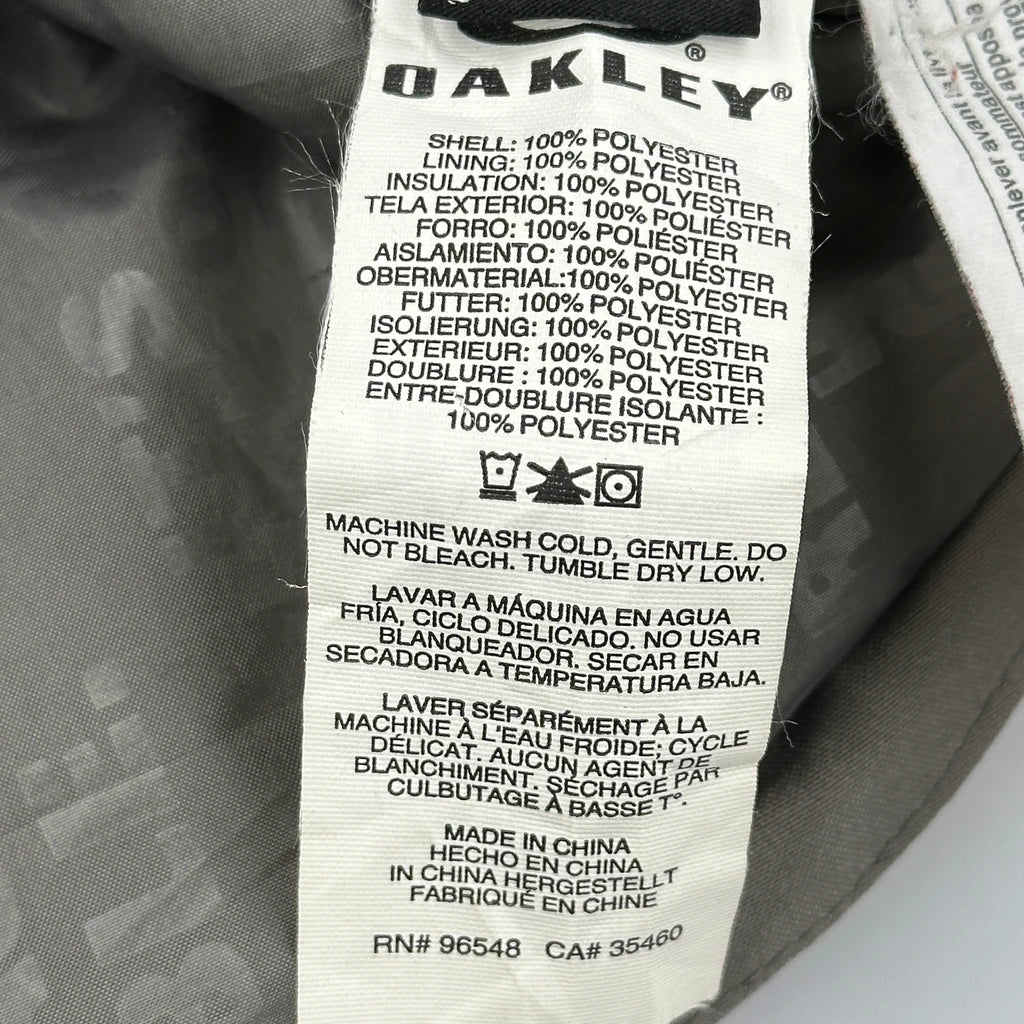 OAKLEY®
SHELL: 100% POLYESTER
LINING: 100% POLYESTER
INSULATION: 100% POLYESTER
TELA EXTERIOR: 100% POLIÉSTER
FORRO: 100% POLIÉSTER
AISLAMIENTO: 100% POLIÉSTER
OBERMATERIAL:100% POLYESTER
FUTTER: 100% POLYESTER
ISOLIERUNG: 100% POLYESTER
EXTERIEUR: 100% POLYESTER
DOUBLURE : 100% POLYESTER
ENTRE-DOUBLURE ISOLANTE :
100% POLYESTER
MACHINE WASH COLD, GENTLE. DO
NOT BLEACH. TUMBLE DRY LOW.
LAVAR A MÁQUINA EN AGUA
FRÍA, CICLO DELICADO. NO USAR
BLANQUEADOR. SECAR EN
SECADORA A TEMPERATURA BAJA.
LAVER SÉPARÉMENT À LA
MACHINE À L'EAU FROIDE; CYCLE
DÉLICAT. AUCUN AGENT DE
BLANCHIMENT. SÉCHAGE PAR
CULBUTAGE À BASSE T°.
MADE IN CHINA
HECHO EN CHINA
IN CHINA HERGESTELLT
FABRIQUÉ EN CHINE
RN# 96548 CA# 35460